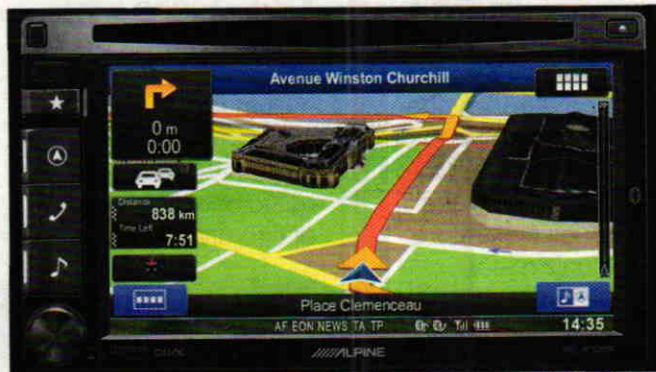 Avenue Winston Churchill
0 m
0:00
Distance
838 km
Time Left
7:51
Place Clemenceau
AF EON NEWS TA TP
14:35
ALPINE